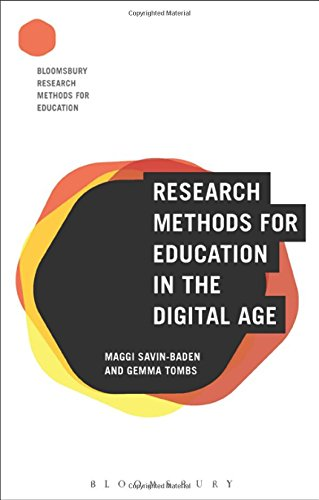 Copyrighted Material
BLOOMSBURY
RESEARCH
METHODS FOR
EDUCATION
RESEARCH
METHODS FOR
EDUCATION
IN THE
DIGITAL AGE
MAGGI SAVIN-BADEN
AND GEMMA TOMBS
BLOOMSBURY
Copyrighted Material